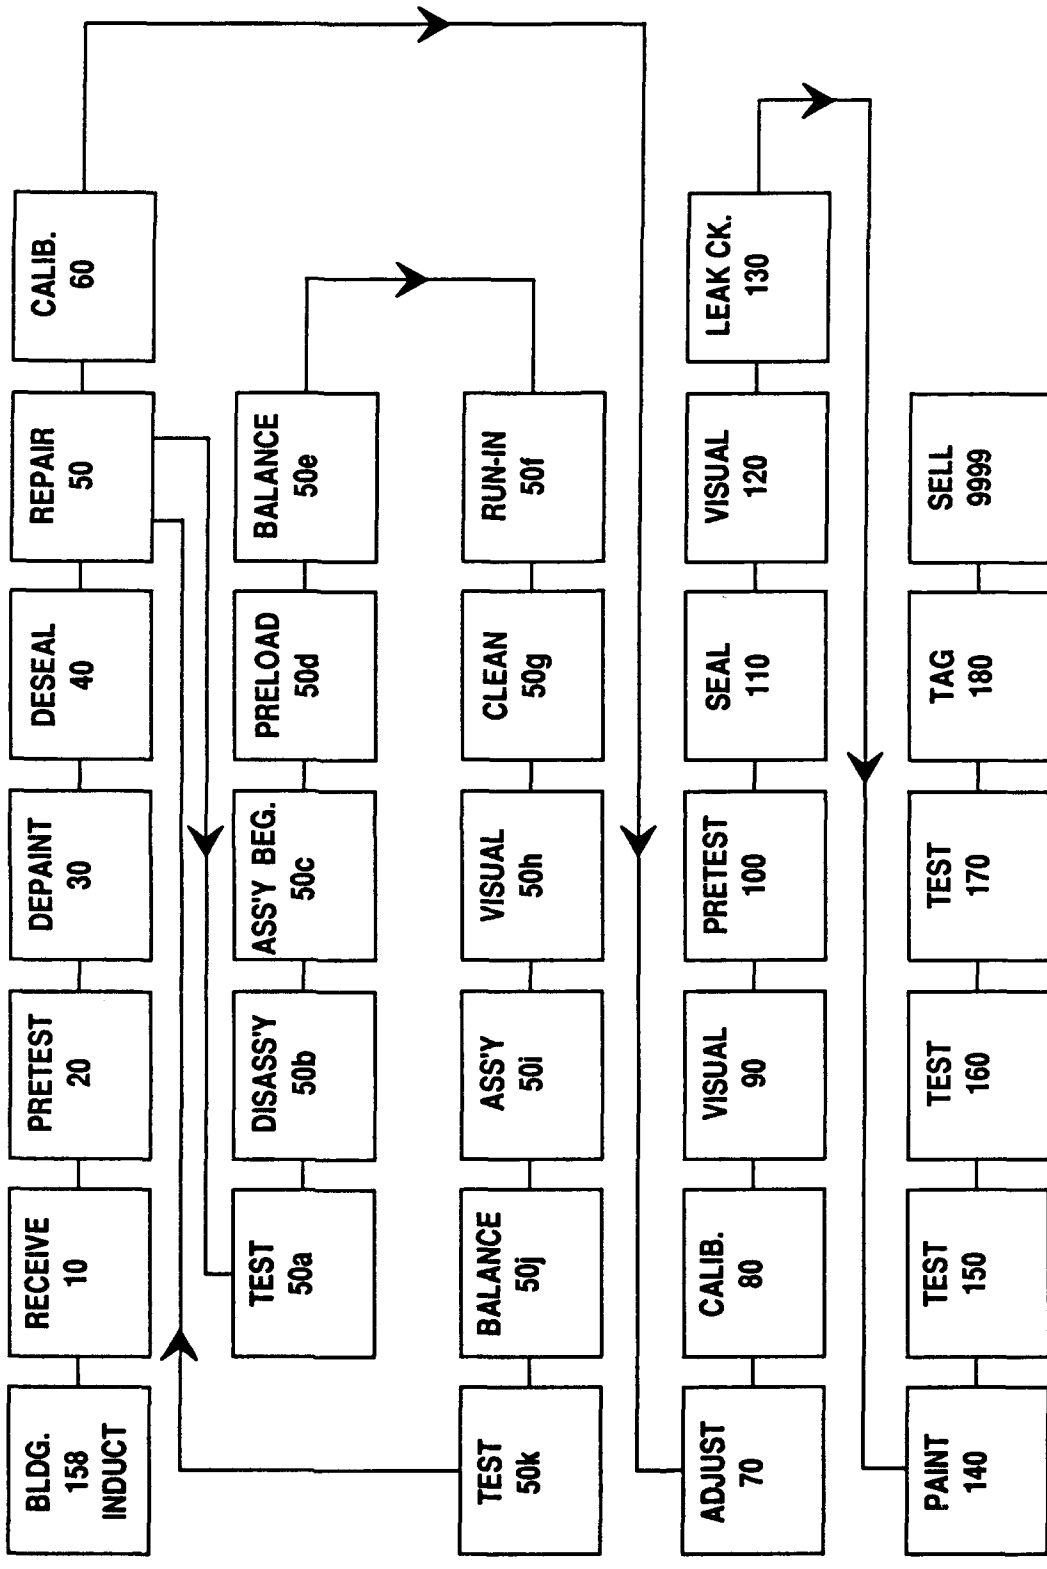 BLDG.
158
INDUCT
RECEIVE
10
PRETEST
20
DEPAINT
30
DESEAL
40
REPAIR
50
CALIB.
60
TEST
50a
DISASS'Y
50b
ASS'Y BEG.
50c
PRELOAD
50d
BALANCE
50e
RUN-IN
50f
CLEAN
50g
VISUAL
50h
ASS'Y
50i
BALANCE
50j
TEST
50k
ADJUST
70
CALIB.
80
VISUAL
90
PRETEST
100
SEAL
110
VISUAL
120
LEAK CK.
130
PAINT
140
TEST
150
TEST
160
TEST
170
TAG
180
SELL
9999